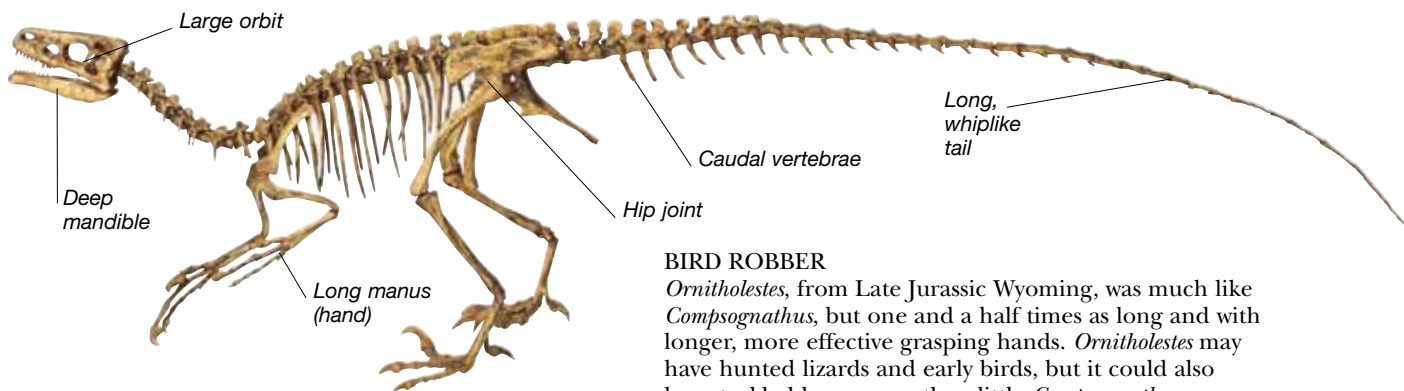 Large orbit
Deep
mandible
Long manus
(hand)
Hip joint
Caudal vertebrae
Long,
whiplike
tail
BIRD ROBBER
Ornitholestes, from Late Jurassic Wyoming, was much like
Compsognathus, but one and a half times as long and with
longer, more effective grasping hands. Ornitholestes may
have hunted lizards and early birds, but it could also